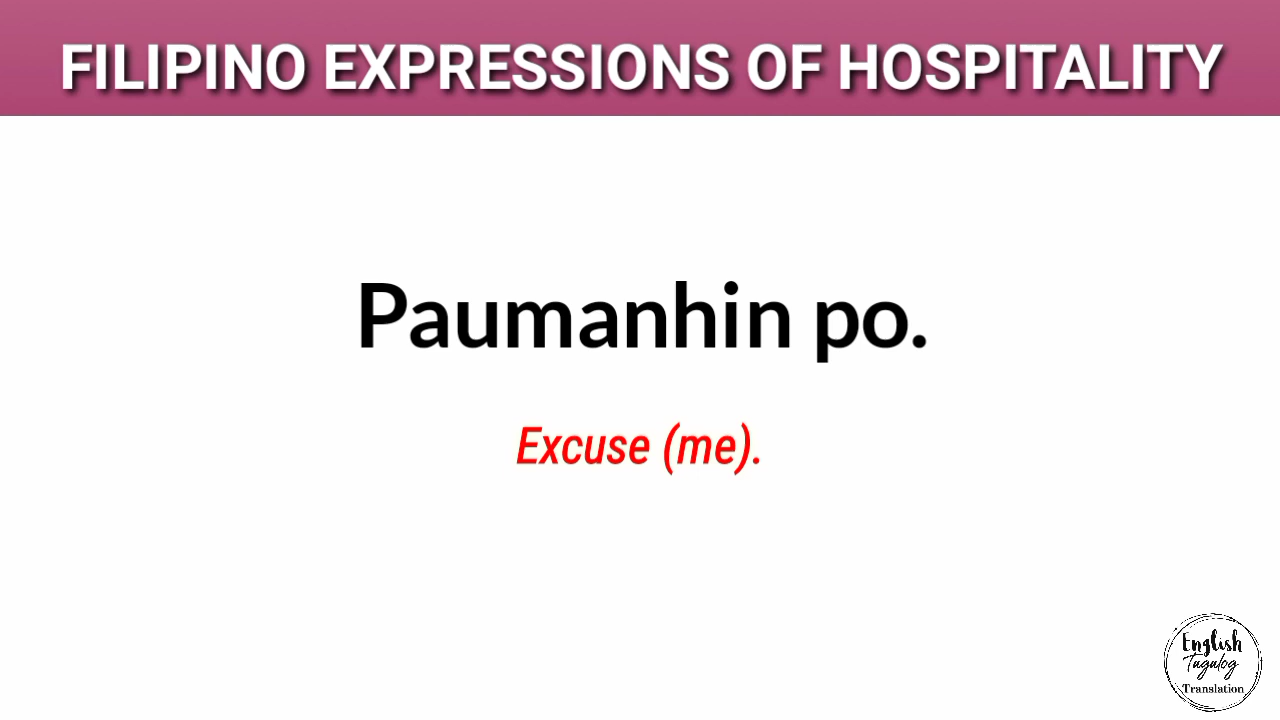 FILIPINO EXPRESSIONS OF HOSPITALITY
Paumanhin po.
Excuse (me).
English
Tagalog
Translation